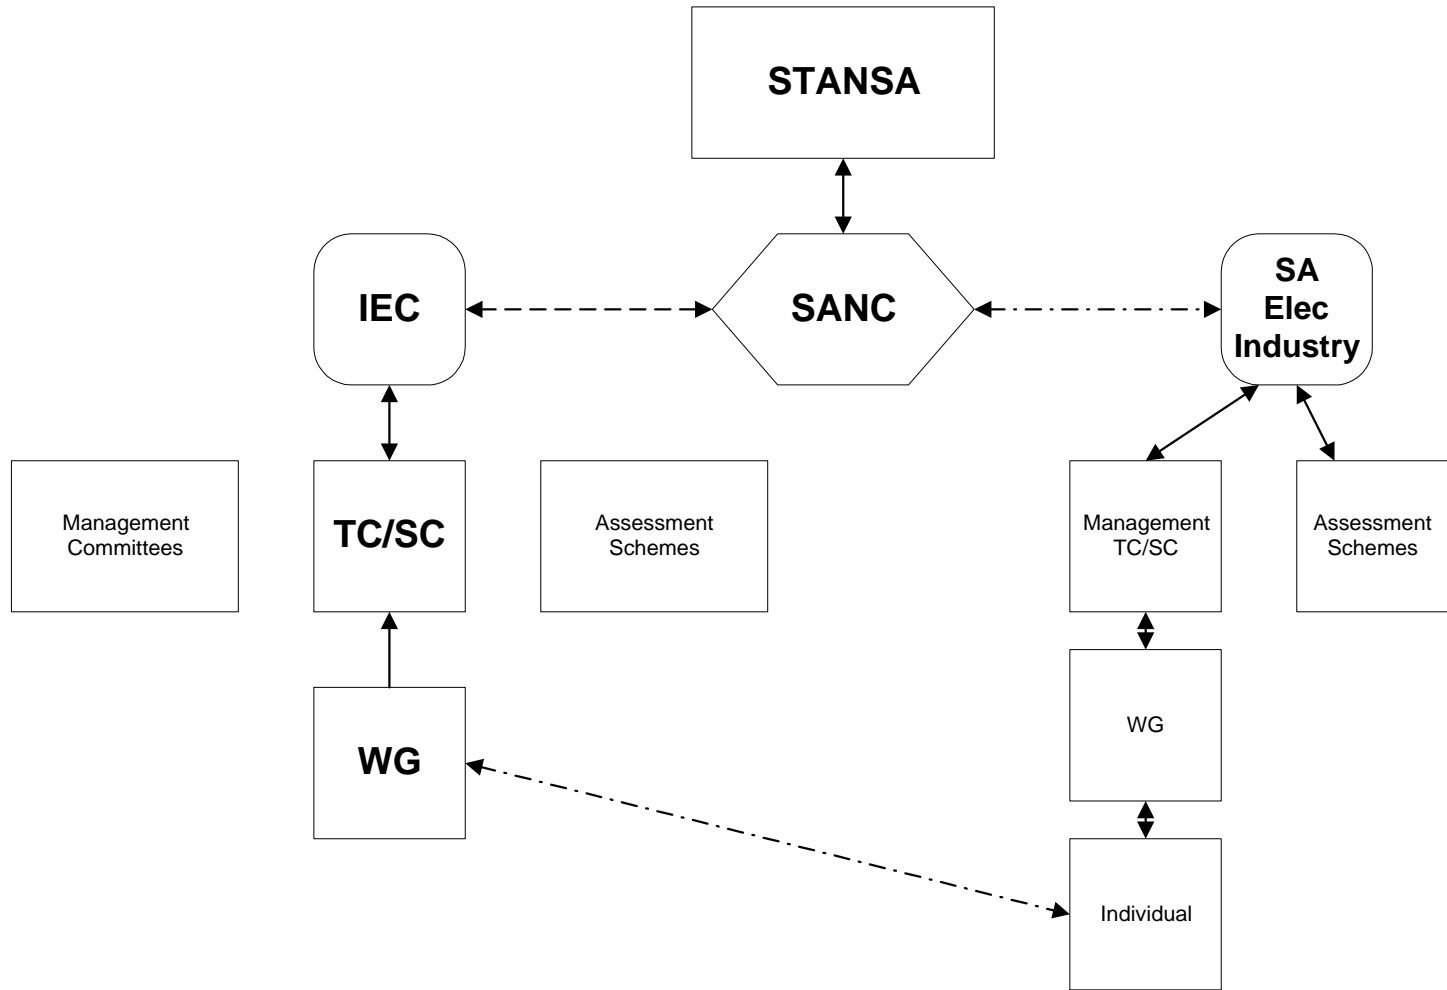 STANSA
IEC
SANC
SA
Elec
Industry
Management
Committees
TC/SC
Assessment
Schemes
Management
TC/SC
Assessment
Schemes
WG
WG
Individual